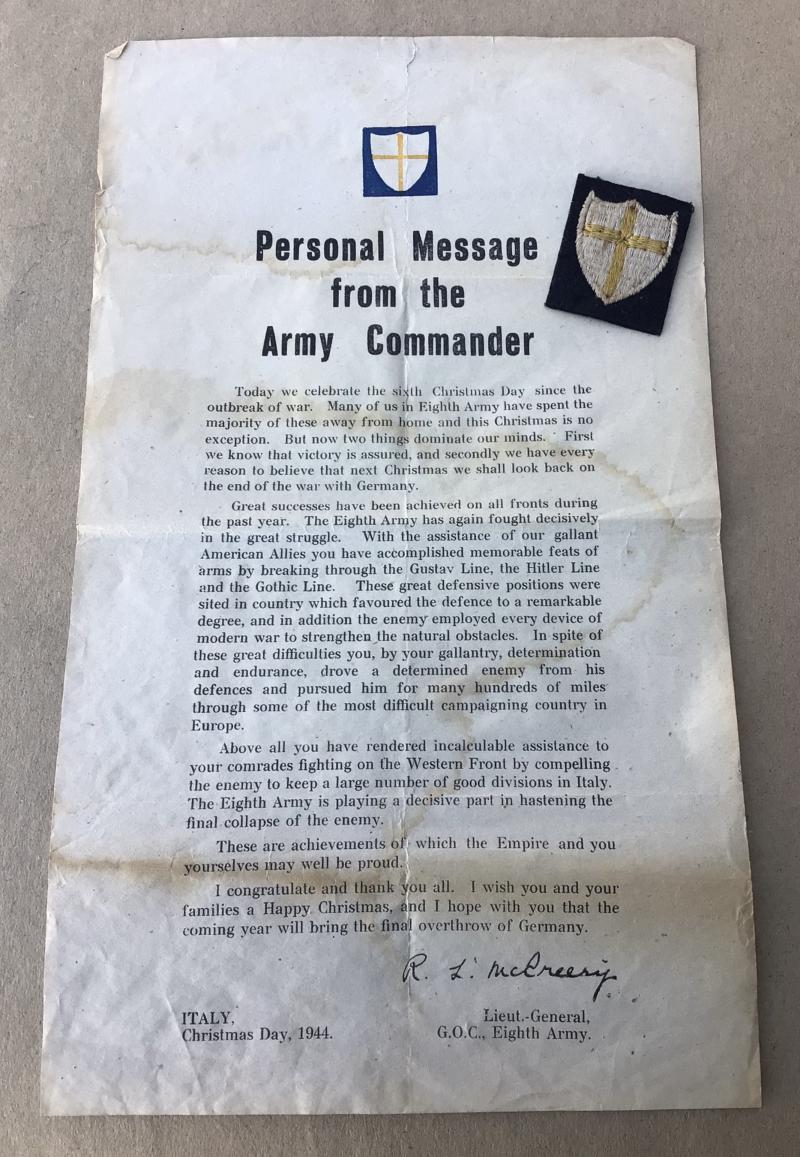 Personal Message
from the
Army Commander
Today we celebrate the sixth Christmas Day since the
outbreak of war. Many of us in Eighth Army have spent the
majority of these away from home and this Christmas is no
exception. But now two things dominate our minds. First
we know that victory is assured, and secondly we have every
reason to believe that next Christmas we shall look back on
the end of the war with Germany.
Great successes have been achieved on all fronts during
the past year. The Eighth Army has again fought decisively
in the great struggle. With the assistance of our gallant
American Allies you have accomplished memorable feats of
arms by breaking through the Gustav Line, the Hitler Line
and the Gothic Line. These great defensive positions were
sited in country which favoured the defence to a remarkable
degree, and in addition the enemy employed every device of
modern war to strengthen the natural obstacles. In spite of
these great difficulties you, by your gallantry, determination
and endurance, drove a determined enemy from his
defences and pursued him for many hundreds of miles
through some of the most difficult campaigning country in
Europe.
Above all you have rendered incalculable assistance to
your comrades fighting on the Western Front by compelling
the enemy to keep a large number of good divisions in Italy.
The Eighth Army is playing a decisive part in hastening the
final collapse of the enemy.
These are achievements of which the Empire and you
yourselves may well be proud.
I congratulate and thank you all. I wish you and your
families a Happy Christmas, and I hope with you that the
coming year will bring the final overthrow of Germany.
R. L. McCreery
ITALY,
Christmas Day, 1944.
Lieut.-General,
G.O.C., Eighth Army.